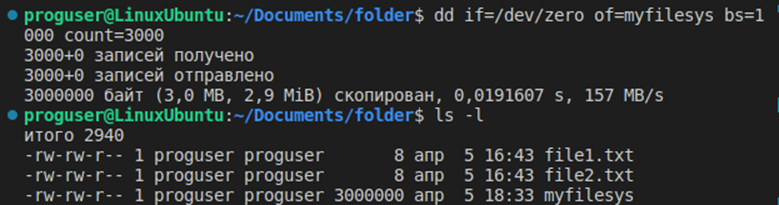 proguser@LinuxUbuntu:~/Documents/folder$ dd if=/dev/zero of=myfilesys bs=1
000 count=3000
3000+0 записей получено
3000+0 записей отправлено
3000000 байт (3,0 MB, 2,9 MiB) скопирован, 0,0191607 s, 157 MB/s
proguser@LinuxUbuntu:~/Documents/folder$ ls -l
итого 2940
-rw-rw-r-- 1 proguser proguser       8 апр  5 16:43 file1.txt
-rw-rw-r-- 1 proguser proguser       8 апр  5 16:43 file2.txt
-rw-rw-r-- 1 proguser proguser 3000000 апр  5 18:33 myfilesys